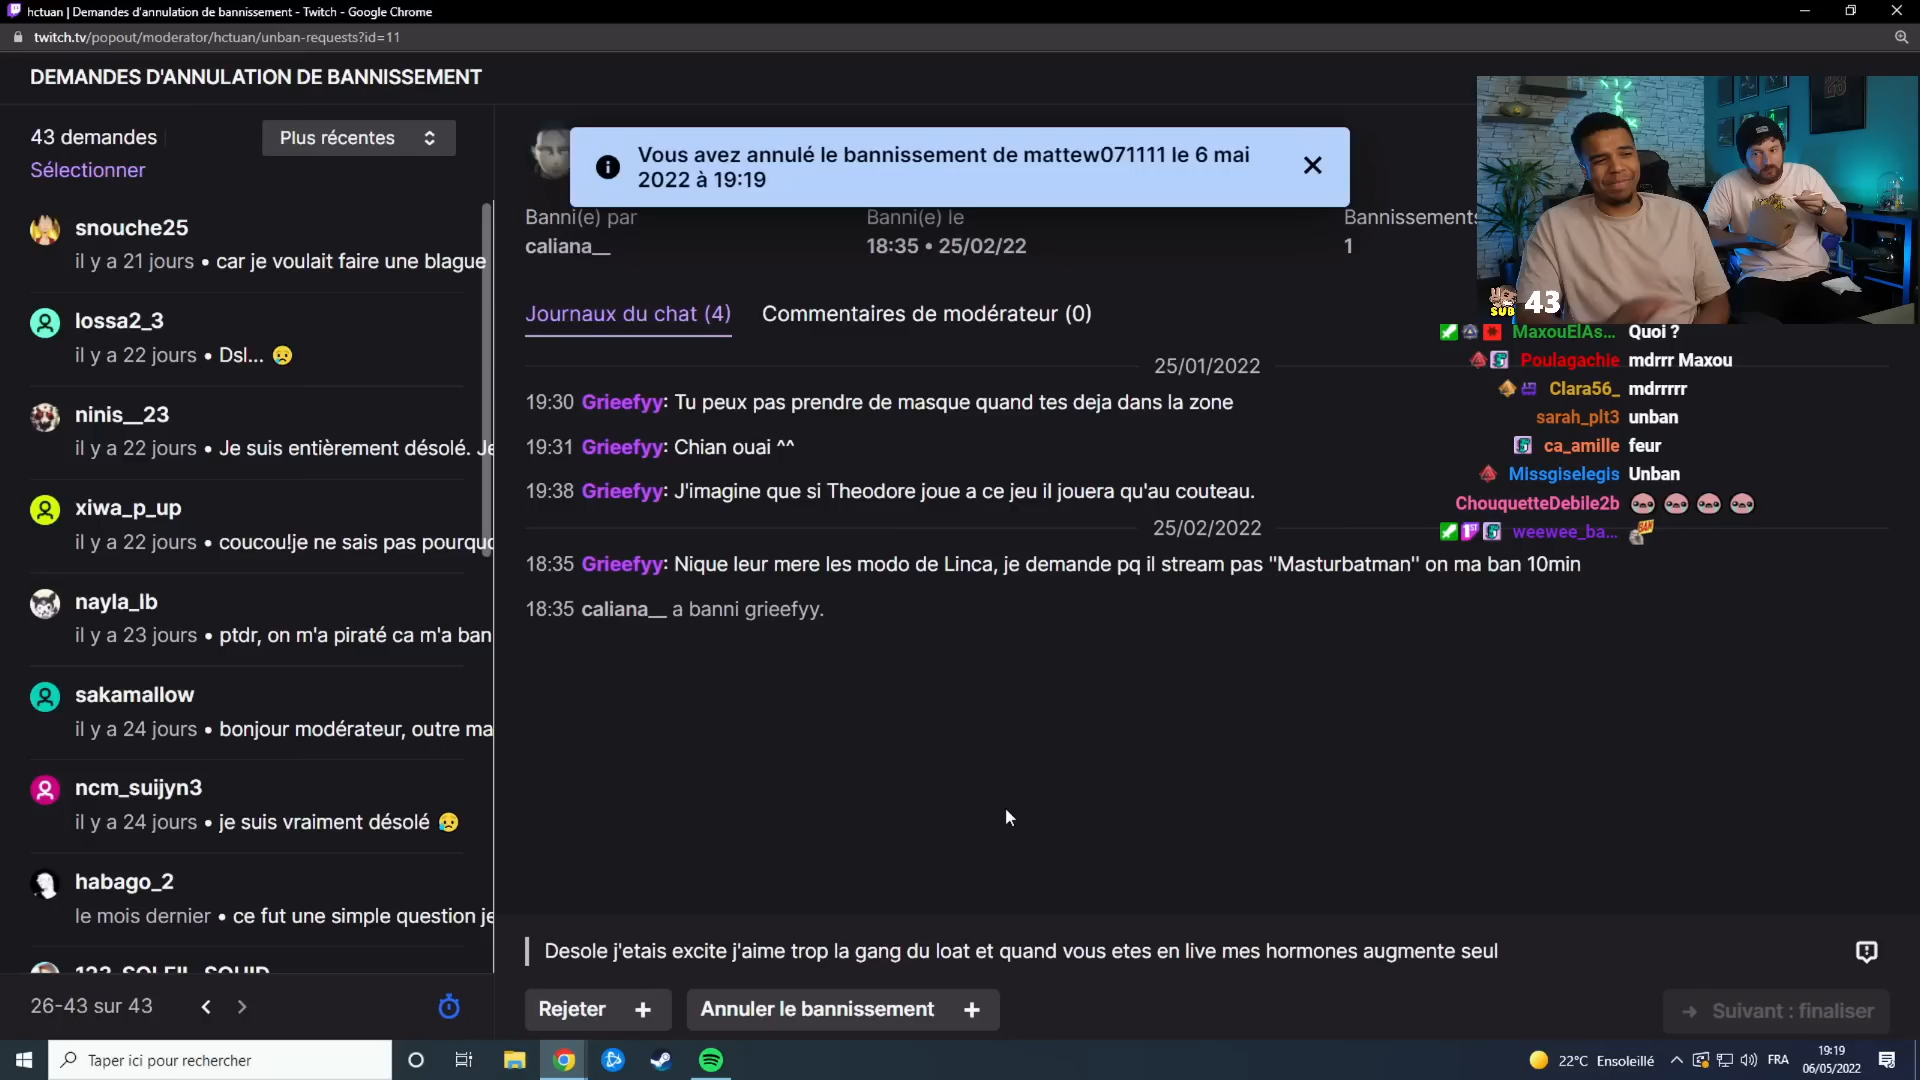 hctuan | Demandes d'annulation de bannissement - Twitch - Google Chrome
twitch.tv/popout/moderator/hctuan/unban-requests?id=11
DEMANDES D'ANNULATION DE BANNISSEMENT
43 demandes
Plus récentes
Sélectionner
snouche25
il y a 21 jours • car je voulait faire une blague
lossa2_3
il y a 22 jours • Dsl... 😥
ninis__23
il y a 22 jours • Je suis entièrement désolé. Je
xiwa_p_up
il y a 22 jours • coucou!je ne sais pas pourquo
nayla_lb
il y a 23 jours • ptdr, on m'a piraté ca m'a ban
sakamallow
il y a 24 jours • bonjour modérateur, outre ma
ncm_suijyn3
il y a 24 jours • je suis vraiment désolé 😥
habago_2
le mois dernier • ce fut une simple question je
26-43 sur 43
Vous avez annulé le bannissement de mattew071111 le 6 mai
2022 à 19:19
Banni(e) par
caliana__
Banni(e) le
18:35 • 25/02/22
Bannissements
1
Journaux du chat (4)
Commentaires de modérateur (0)
25/01/2022
19:30 Grieefyy: Tu peux pas prendre de masque quand tes deja dans la zone
19:31 Grieefyy: Chian ouai ^^
19:38 Grieefyy: J'imagine que si Theodore joue a ce jeu il jouera qu'au couteau.
25/02/2022
18:35 Grieefyy: Nique leur mere les modo de Linca, je demande pq il stream pas "Masturbatman" on ma ban 10min
18:35 caliana__ a banni grieefyy.
SUB 43
MaxouElAs... Quoi ?
Poulagachie mdrrr Maxou
Clara56_ mdrrrrr
sarah_plt3 unban
ca_amille feur
Missgiselegis Unban
ChouquetteDebile2b
weewee_ba...
Desole j'etais excite j'aime trop la gang du loat et quand vous etes en live mes hormones augmente seul
Rejeter +
Annuler le bannissement +
Suivant : finaliser
Taper ici pour rechercher
22°C Ensoleillé
FRA
19:19
06/05/2022